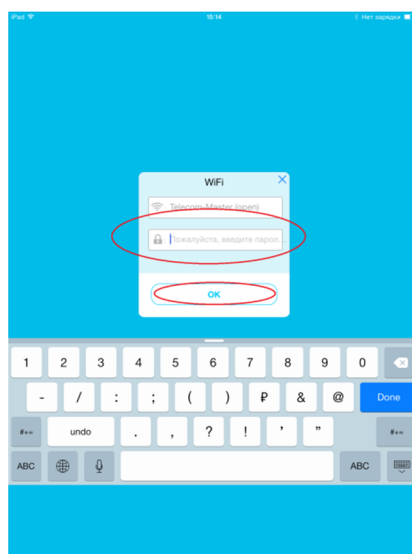 iPad 15:14 Нет зарядки
WiFi
Telecom-Master (open)
Пожалуйста, введите парол...
OK
1 2 3 4 5 6 7 8 9 0
- / : ; ( ) ₽ & @ Done
#+= undo . , ? ! ' " #+=
ABC ABC